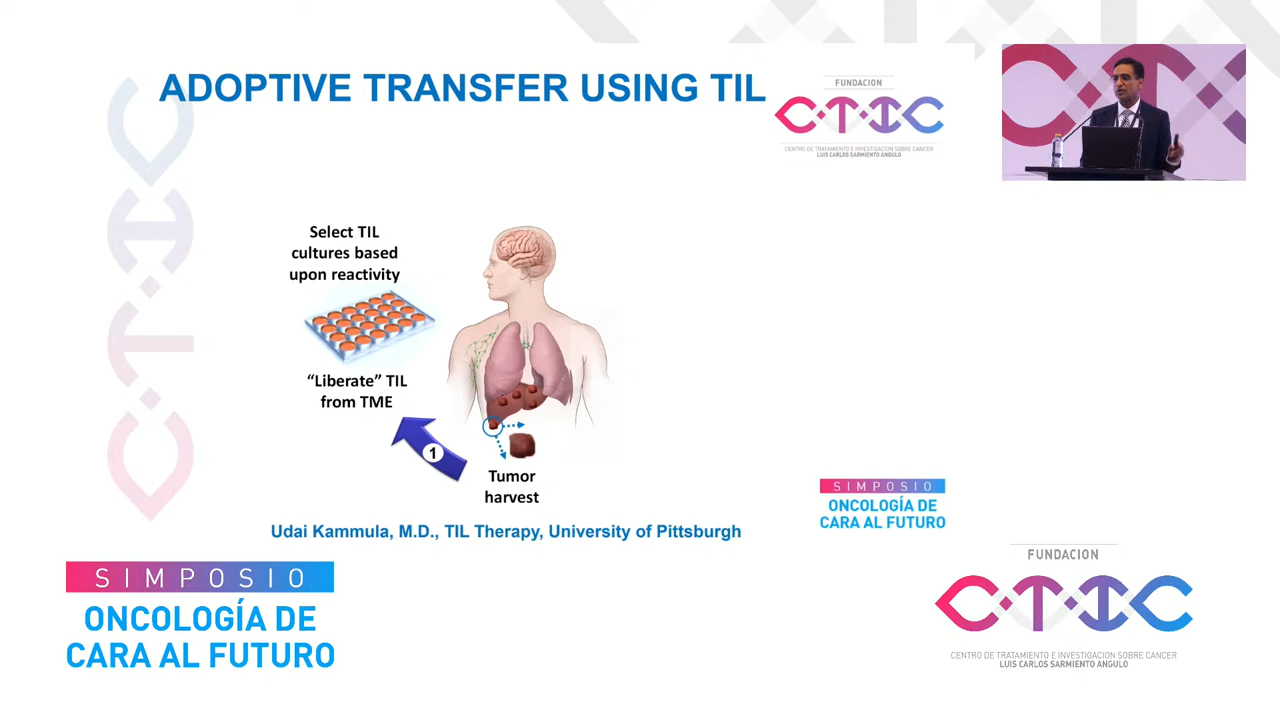 ADOPTIVE TRANSFER USING TIL
FUNDACION
C·T·I·C
CENTRO DE TRATAMIENTO E INVESTIGACION SOBRE CANCER
LUIS CARLOS SARMIENTO ANGULO
Select TIL
cultures based
upon reactivity
“Liberate” TIL
from TME
1
Tumor
harvest
Udai Kammula, M.D., TIL Therapy, University of Pittsburgh
SIMPOSIO
ONCOLOGÍA DE
CARA AL FUTURO
SIMPOSIO
ONCOLOGÍA DE
CARA AL FUTURO
FUNDACION
C·T·I·C
CENTRO DE TRATAMIENTO E INVESTIGACION SOBRE CANCER
LUIS CARLOS SARMIENTO ANGULO
C·T·I·C